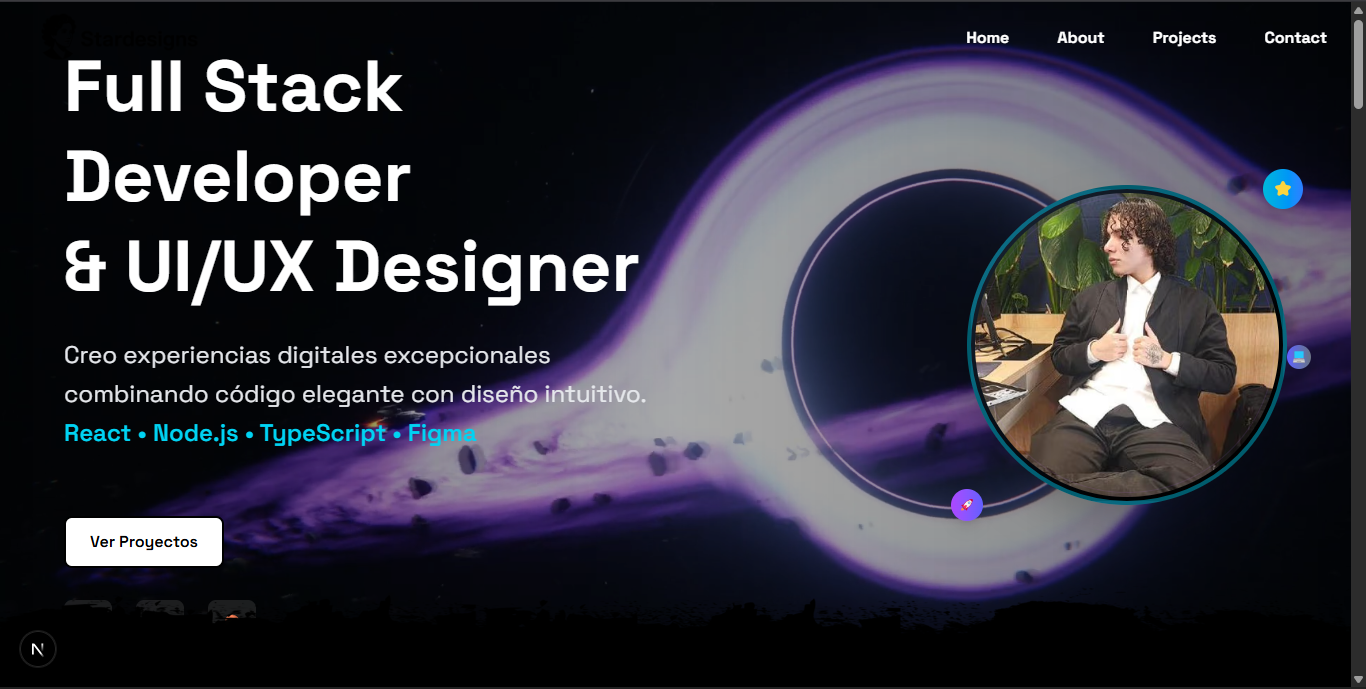 Stardesigns
Home About Projects Contact
Full Stack
Developer
& UI/UX Designer
Creo experiencias digitales excepcionales
combinando código elegante con diseño intuitivo.
React • Node.js • TypeScript • Figma
Ver Proyectos
N